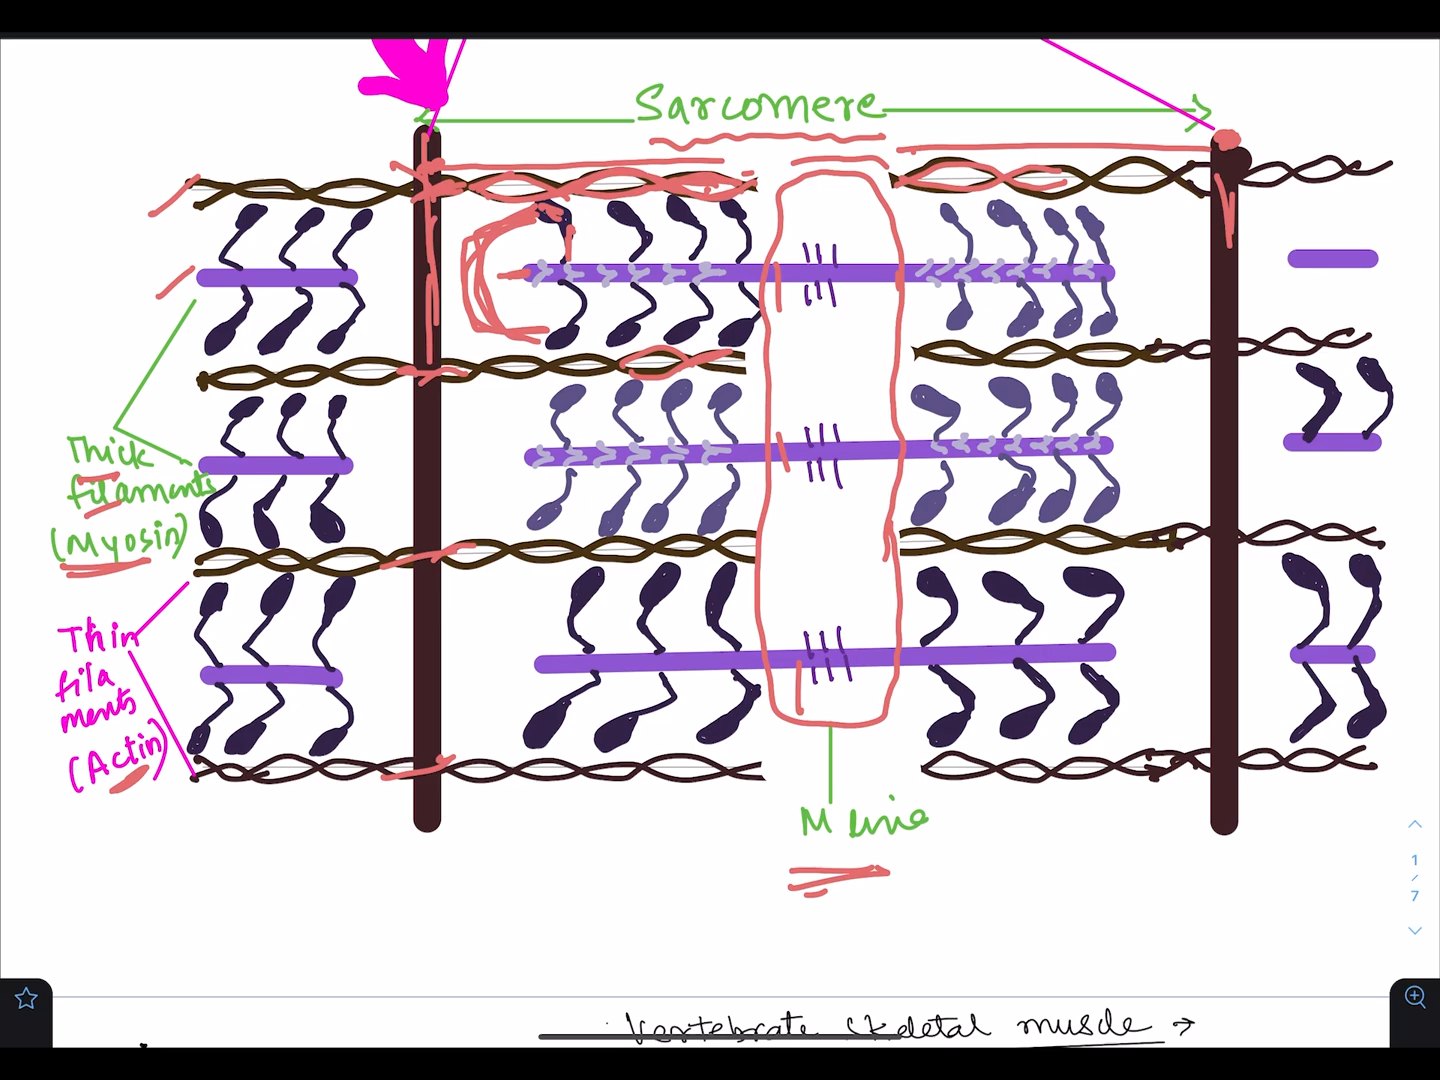 Sarcomere
Thick
filaments
(Myosin)
Thin
fila
ments
(Actin)
M line
1
/
7
Vertebrate skeletal muscle →